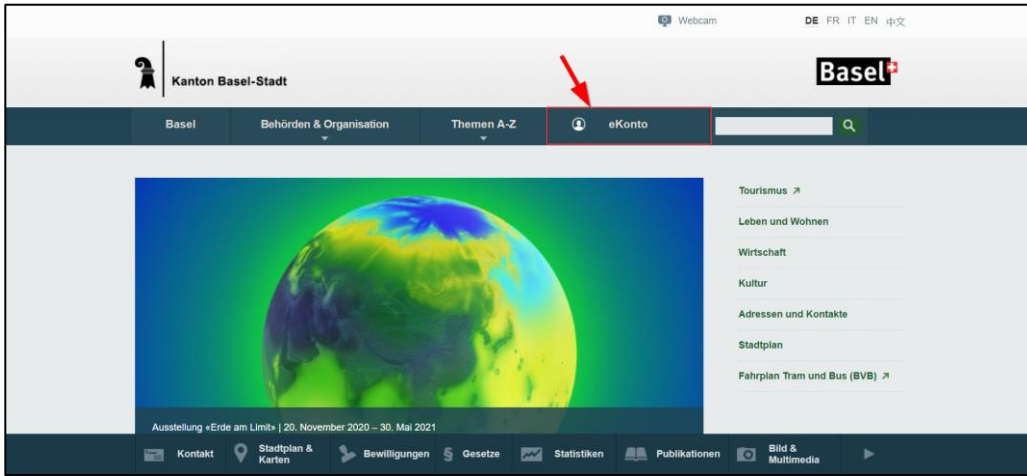 Webcam
DE FR IT EN 中文
Kanton Basel-Stadt
Basel
Basel
Behörden & Organisation
Themen A-Z
eKonto
Tourismus
Leben und Wohnen
Wirtschaft
Kultur
Adressen und Kontakte
Stadtplan
Fahrplan Tram und Bus (BVB)
Ausstellung «Erde am Limit» | 20. November 2020 – 30. Mai 2021
Kontakt
Stadtplan &
Karten
Bewilligungen
§ Gesetze
Statistiken
Publikationen
Bild &
Multimedia